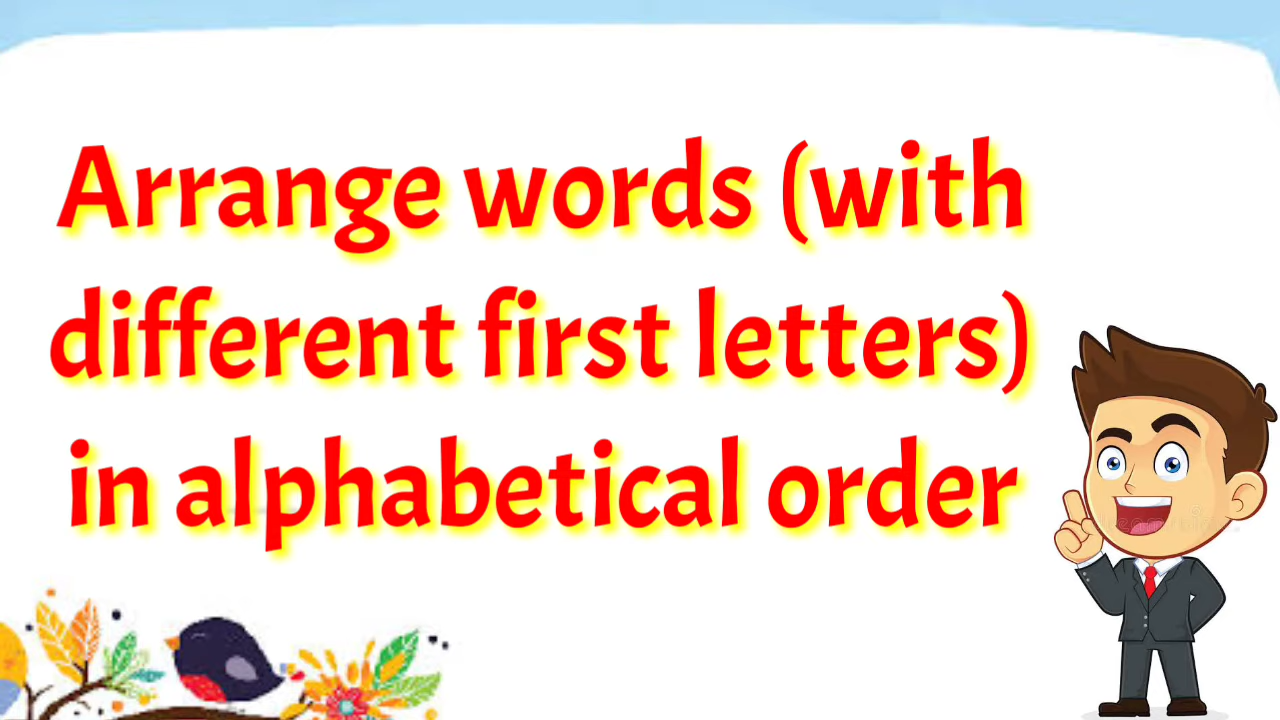 Arrange words (with
different first letters)
in alphabetical order